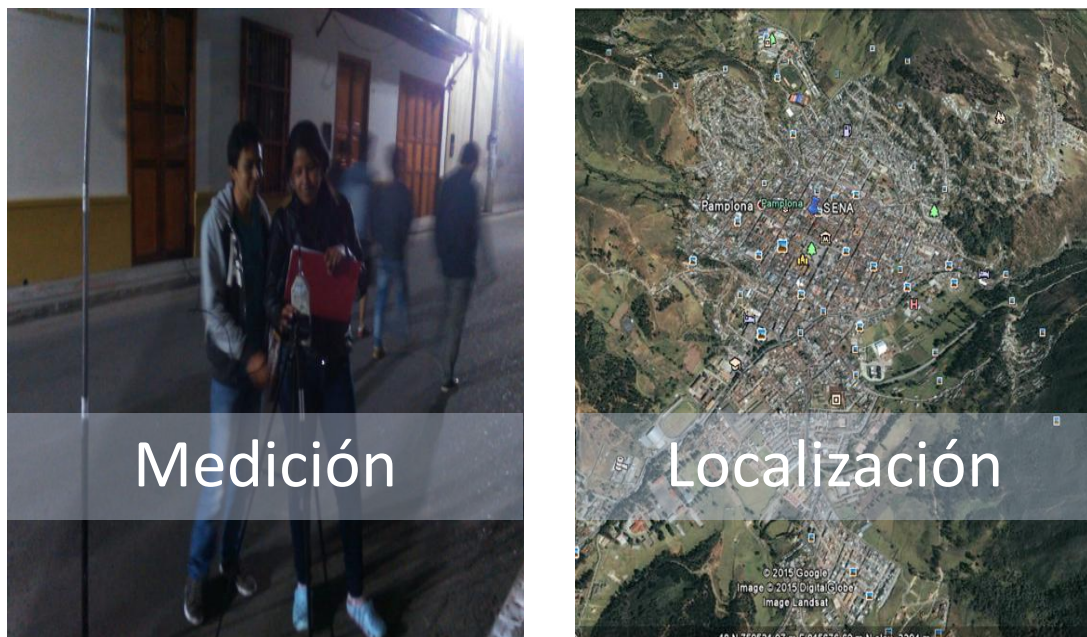 Medición
Localización
Pamplona
Pamplona
SENA
© 2015 Google
Image © 2015 DigitalGlobe
Image Landsat